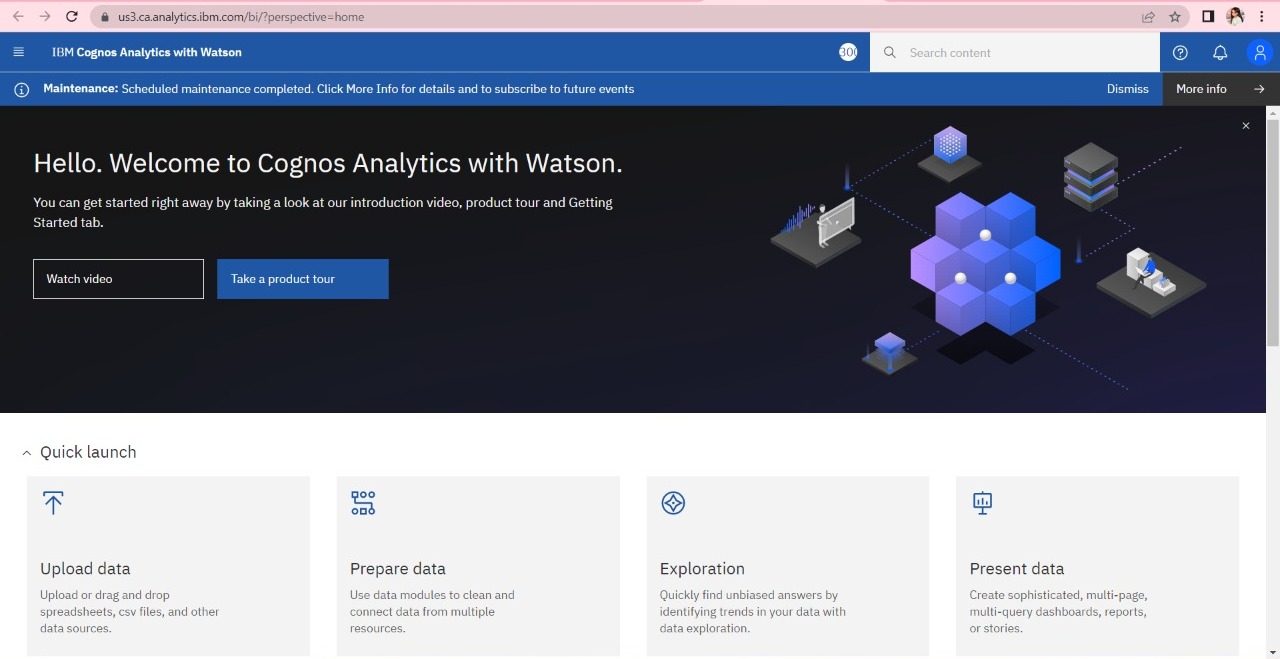 us3.ca.analytics.ibm.com/bi/?perspective=home
IBM Cognos Analytics with Watson
30
Search content
Maintenance: Scheduled maintenance completed. Click More Info for details and to subscribe to future events
Dismiss
More info
Hello. Welcome to Cognos Analytics with Watson.
You can get started right away by taking a look at our introduction video, product tour and Getting
Started tab.
Watch video
Take a product tour
Quick launch
Upload data
Upload or drag and drop
spreadsheets, csv files, and other
data sources.
Prepare data
Use data modules to clean and
connect data from multiple
resources.
Exploration
Quickly find unbiased answers by
identifying trends in your data with
data exploration.
Present data
Create sophisticated, multi-page,
multi-query dashboards, reports,
or stories.